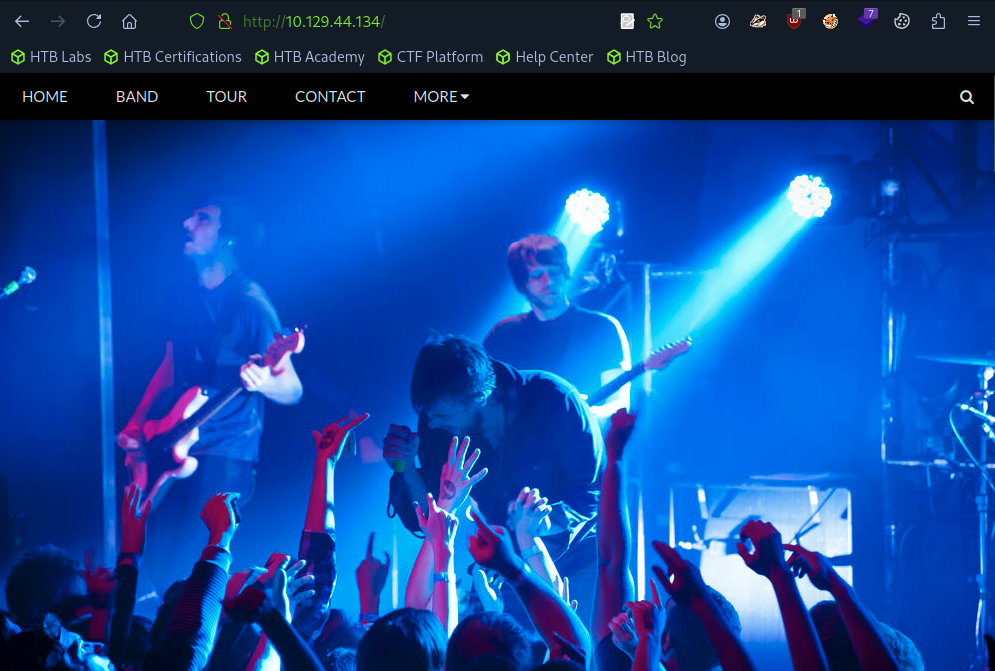 http://10.129.44.134/
1
7
HTB Labs HTB Certifications HTB Academy CTF Platform Help Center HTB Blog
HOME BAND TOUR CONTACT MORE